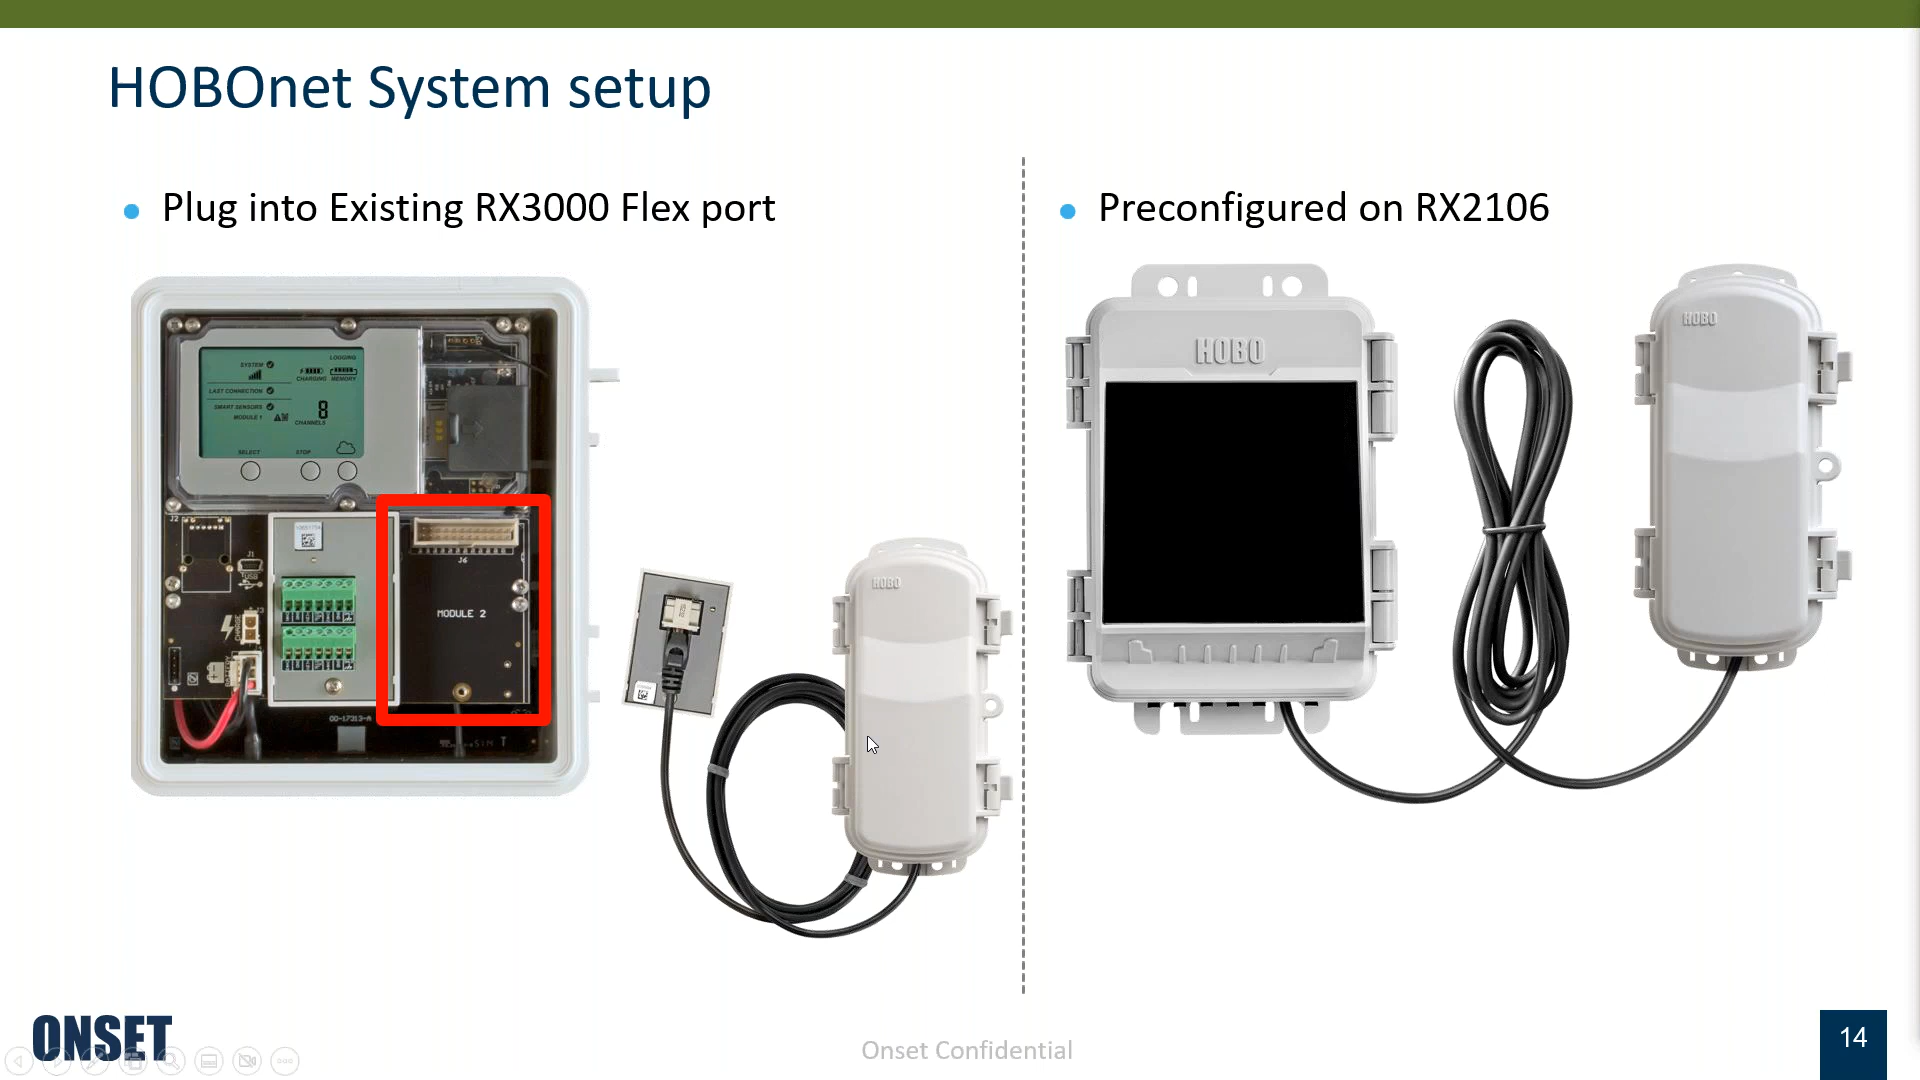 HOBOnet System setup
Plug into Existing RX3000 Flex port
Preconfigured on RX2106
LOGGING
SYSTEM
CHARGING MEMORY
LAST CONNECTION
SMART SENSORS
MODULE 1
8
CHANNELS
SELECT STOP
J2
J1
USB
J3
BATTERY
J6
MODULE 2
HOBO
HOBO
HOBO
ONSET
Onset Confidential
14